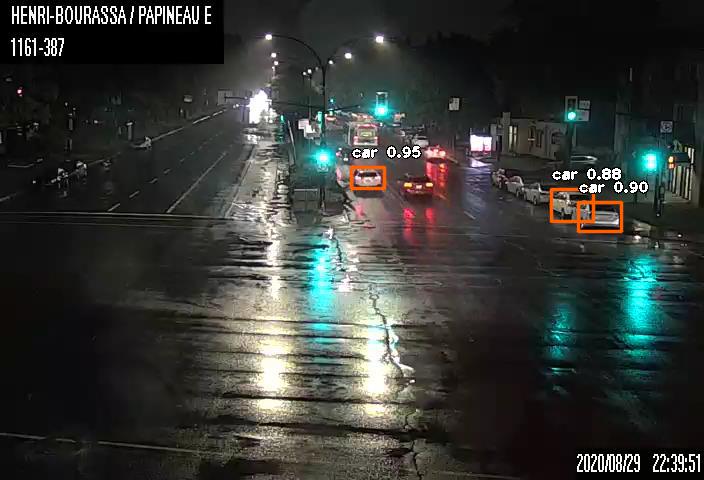 HENRI-BOURASSA / PAPINEAU E
1161-387
car 0.95
car 0.88
car 0.90
2020/08/29 22:39:51